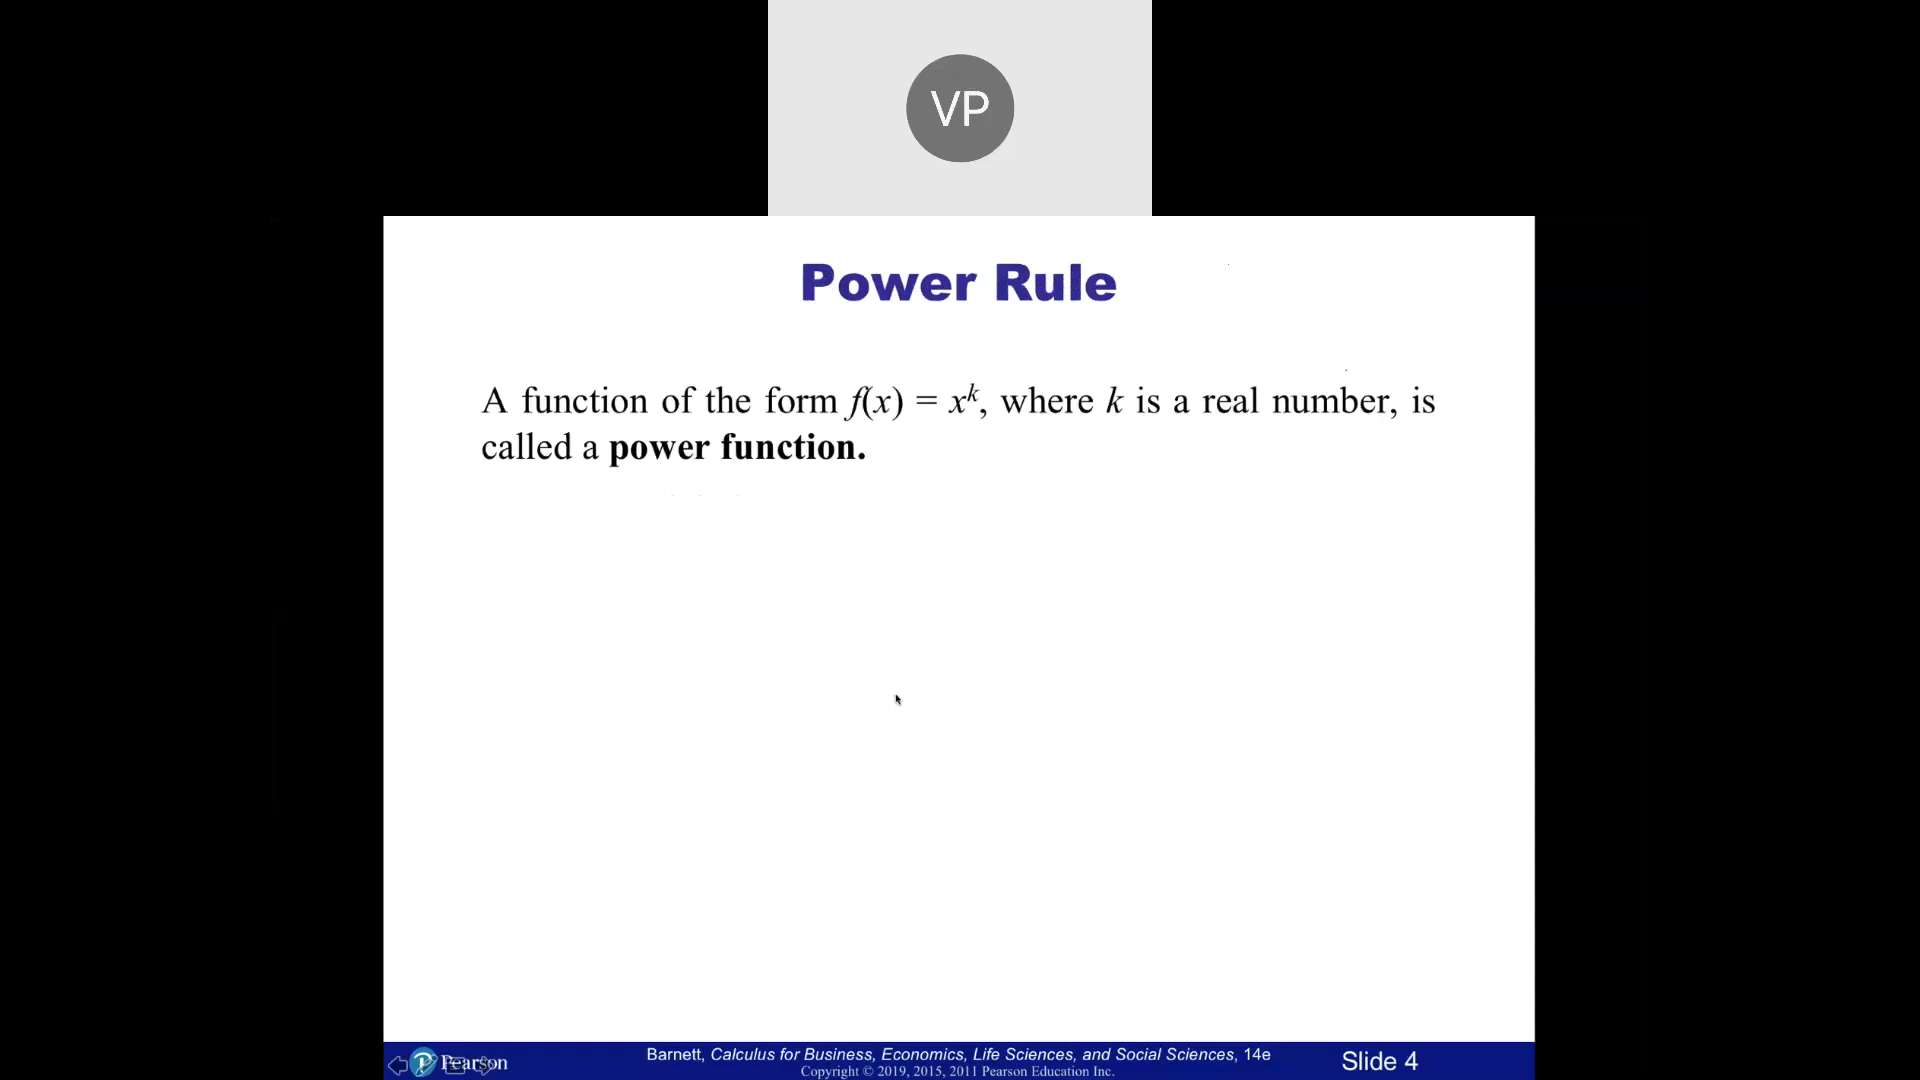 VP
Power Rule
A function of the form f(x) = xᵏ, where k is a real number, is
called a power function.
Pearson
Barnett, Calculus for Business, Economics, Life Sciences, and Social Sciences, 14e
Copyright © 2019, 2015, 2011 Pearson Education Inc.
Slide 4